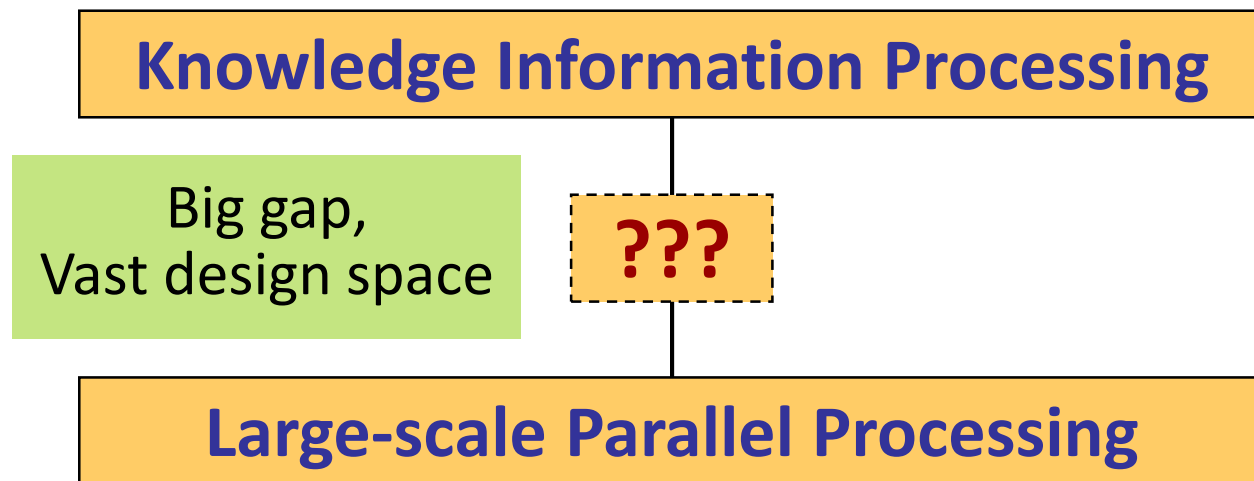 Knowledge Information Processing
Big gap,
Vast design space
???
Large-scale Parallel Processing